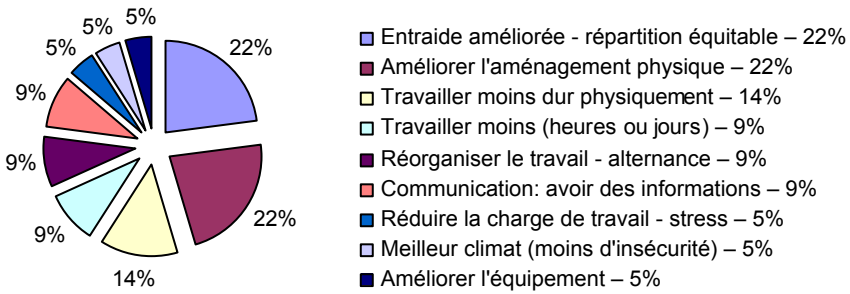 5%
5%
5%
22%
9%
9%
22%
9%
14%
Entraide améliorée - répartition équitable – 22%
Améliorer l'aménagement physique – 22%
Travailler moins dur physiquement – 14%
Travailler moins (heures ou jours) – 9%
Réorganiser le travail - alternance – 9%
Communication: avoir des informations – 9%
Réduire la charge de travail - stress – 5%
Meilleur climat (moins d'insécurité) – 5%
Améliorer l'équipement – 5%